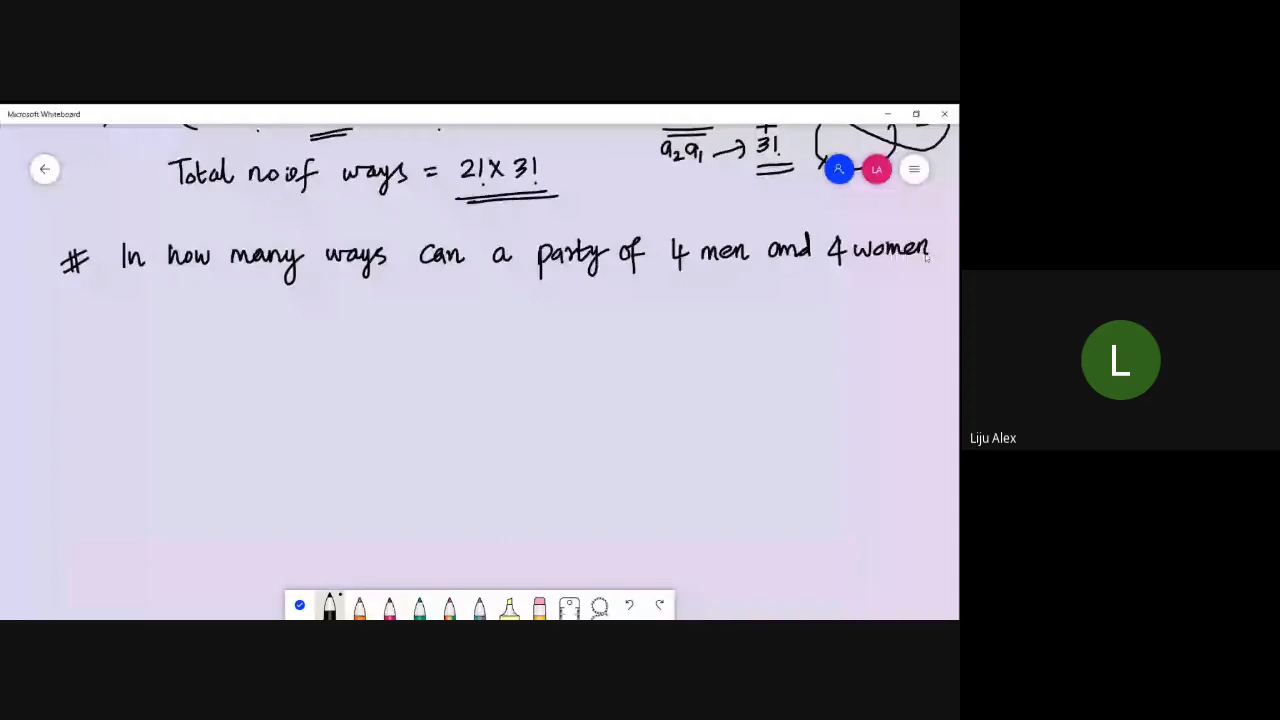 Microsoft Whiteboard
a2a1 → 3!
Total no. of ways = 2! x 3!
LA
# In how many ways can a party of 4 men and 4 women
L
Liju Alex